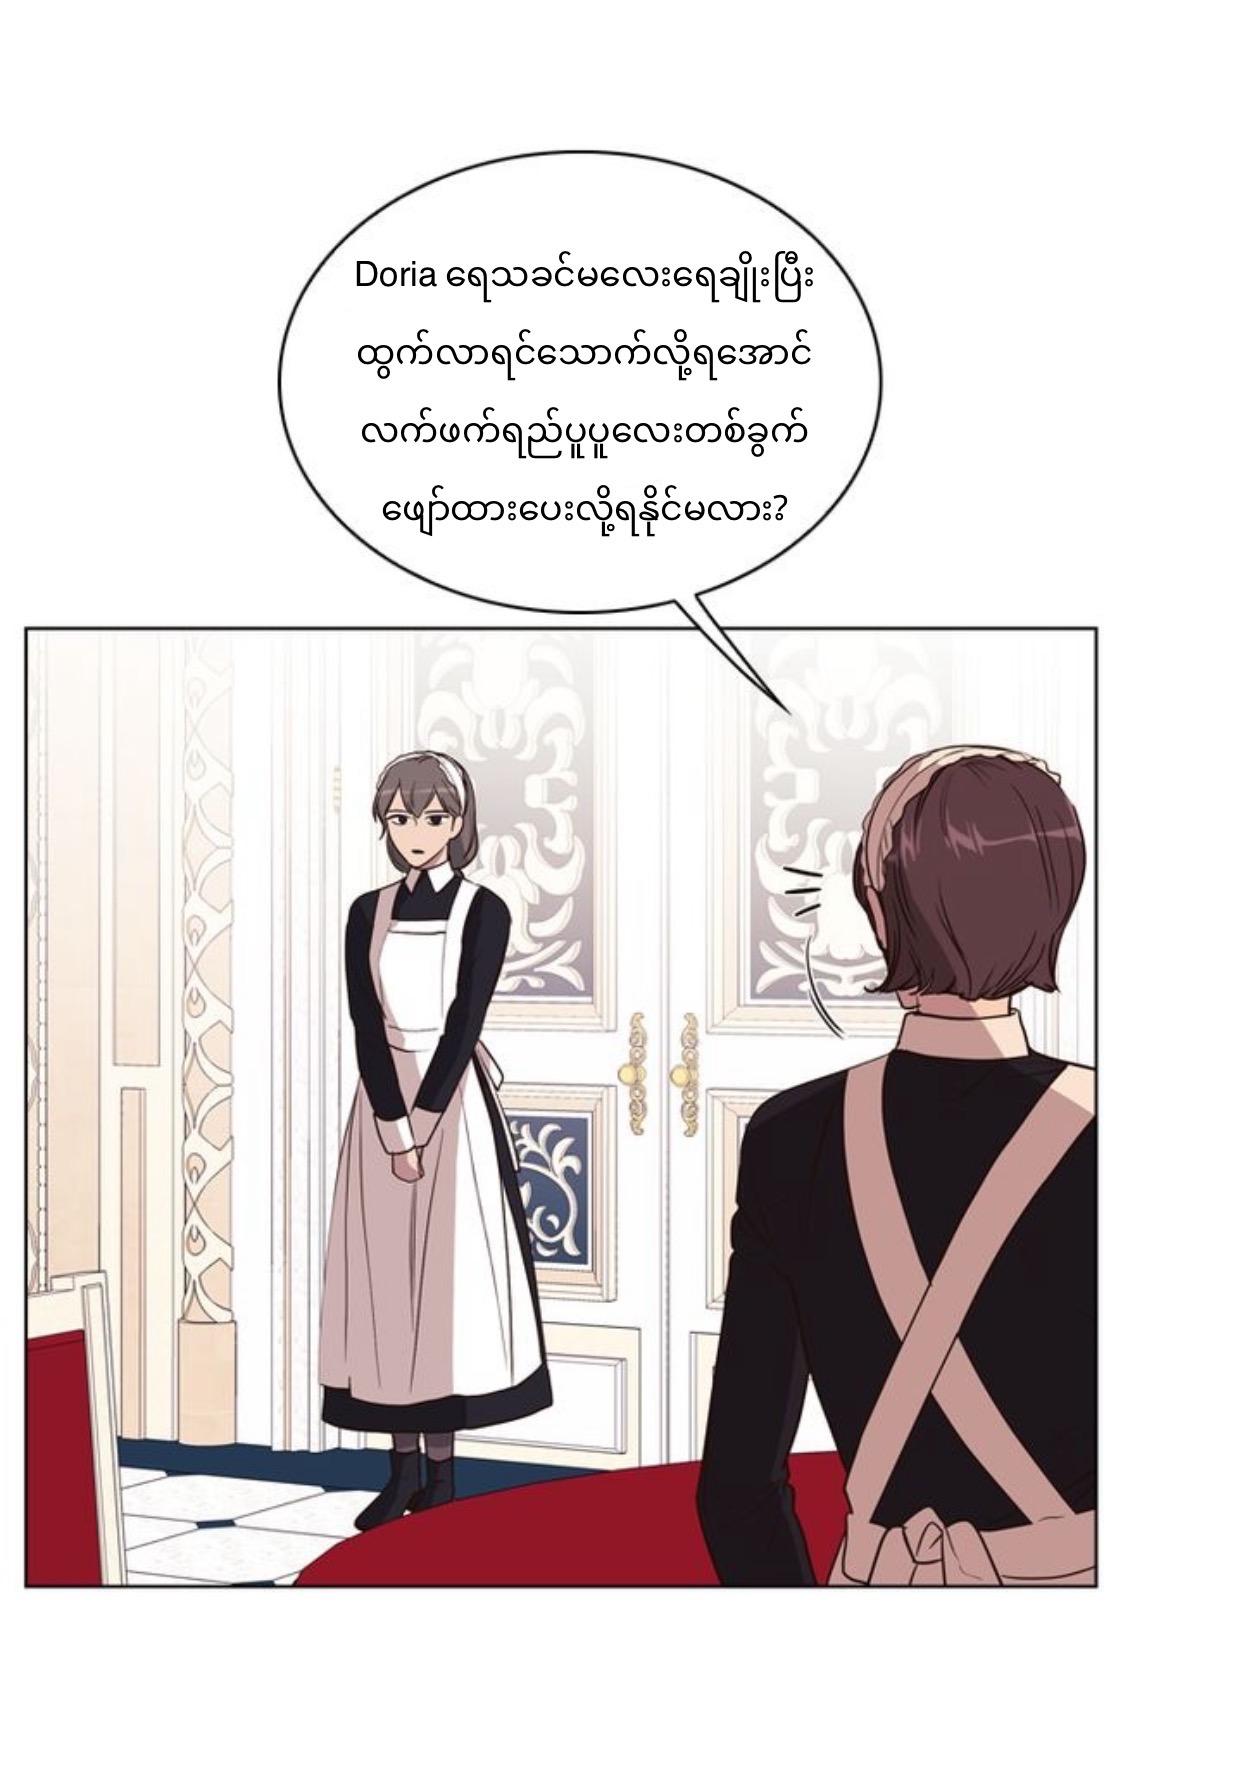 Doria ရေသခင်မလေးရေချိုးပြီး
ထွက်လာရင်သောက်လို့ရအောင်
လက်ဖက်ရည်ပူပူလေးတစ်ခွက်
ဖျော်ထားပေးလို့ရနိုင်မလား?